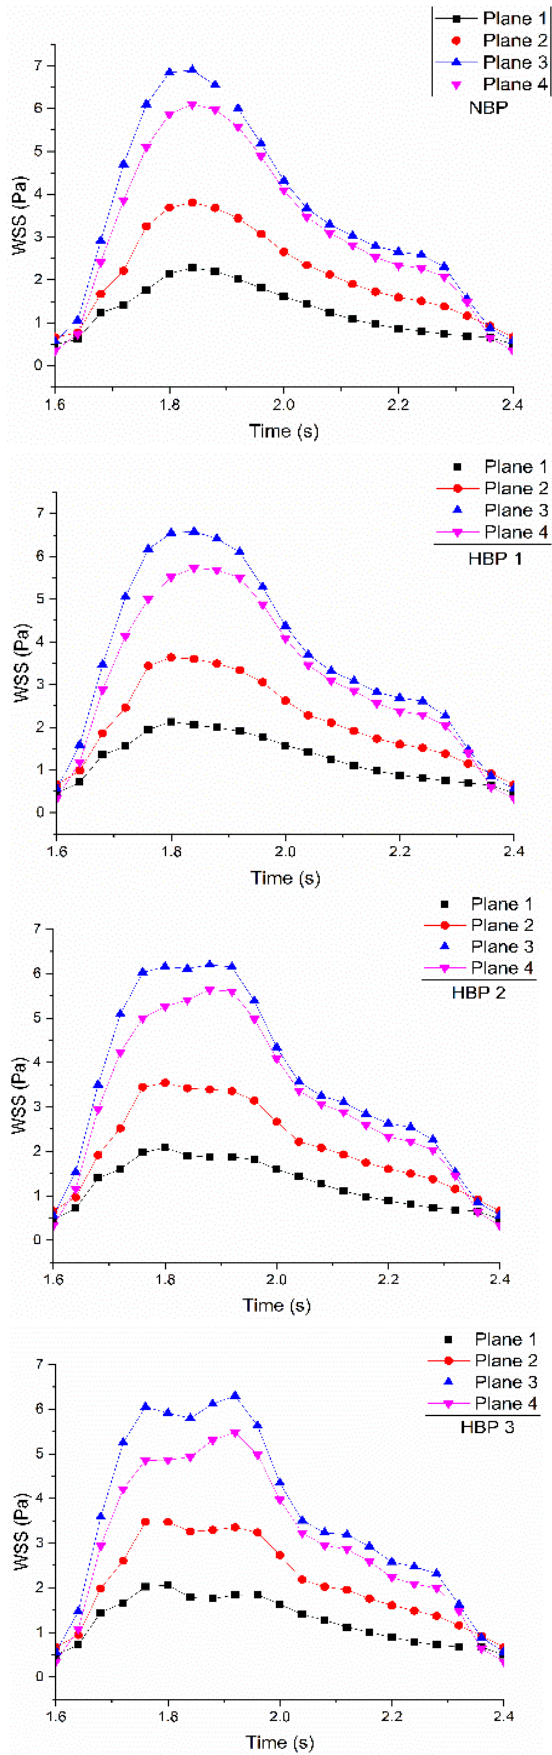 Plane 1
Plane 2
Plane 3
Plane 4
NBP
7
6
5
4
3
2
1
0
WSS (Pa)
1.6 1.8 2.0 2.2 2.4
Time (s)
Plane 1
Plane 2
Plane 3
Plane 4
HBP 1
7
6
5
4
3
2
1
0
WSS (Pa)
1.6 1.8 2.0 2.2 2.4
Time (s)
Plane 1
Plane 2
Plane 3
Plane 4
HBP 2
7
6
5
4
3
2
1
0
WSS (Pa)
1.6 1.8 2.0 2.2 2.4
Time (s)
Plane 1
Plane 2
Plane 3
Plane 4
HBP 3
7
6
5
4
3
2
1
0
WSS (Pa)
1.6 1.8 2.0 2.2 2.4
Time (s)